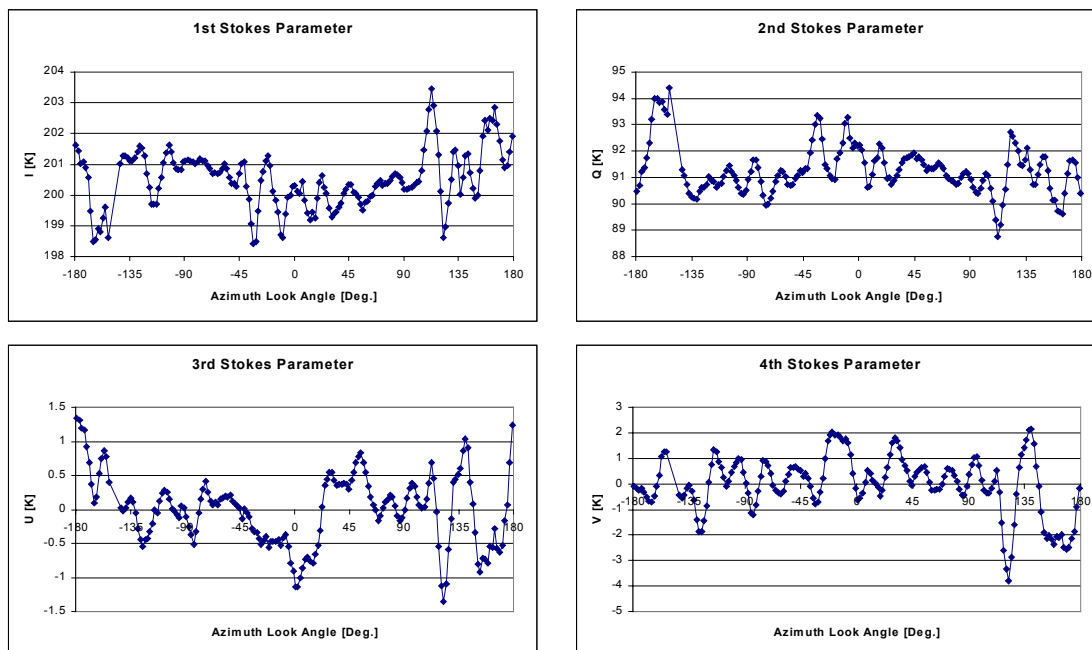 1st Stokes Parameter
I [K]
204
203
202
201
200
199
198
-180 -135 -90 -45 0 45 90 135 180
Azimuth Look Angle [Deg.]
2nd Stokes Parameter
Q [K]
95
94
93
92
91
90
89
88
-180 -135 -90 -45 0 45 90 135 180
Azimuth Look Angle [Deg.]
3rd Stokes Parameter
U [K]
1.5
1
0.5
0
-0.5
-1
-1.5
-180 -135 -90 -45 0 45 90 135 180
Azimuth Look Angle [Deg.]
4th Stokes Parameter
V [K]
3
2
1
0
-1
-2
-3
-4
-5
-180 -135 -90 -45 0 45 90 135 180
Azimuth Look Angle [Deg.]